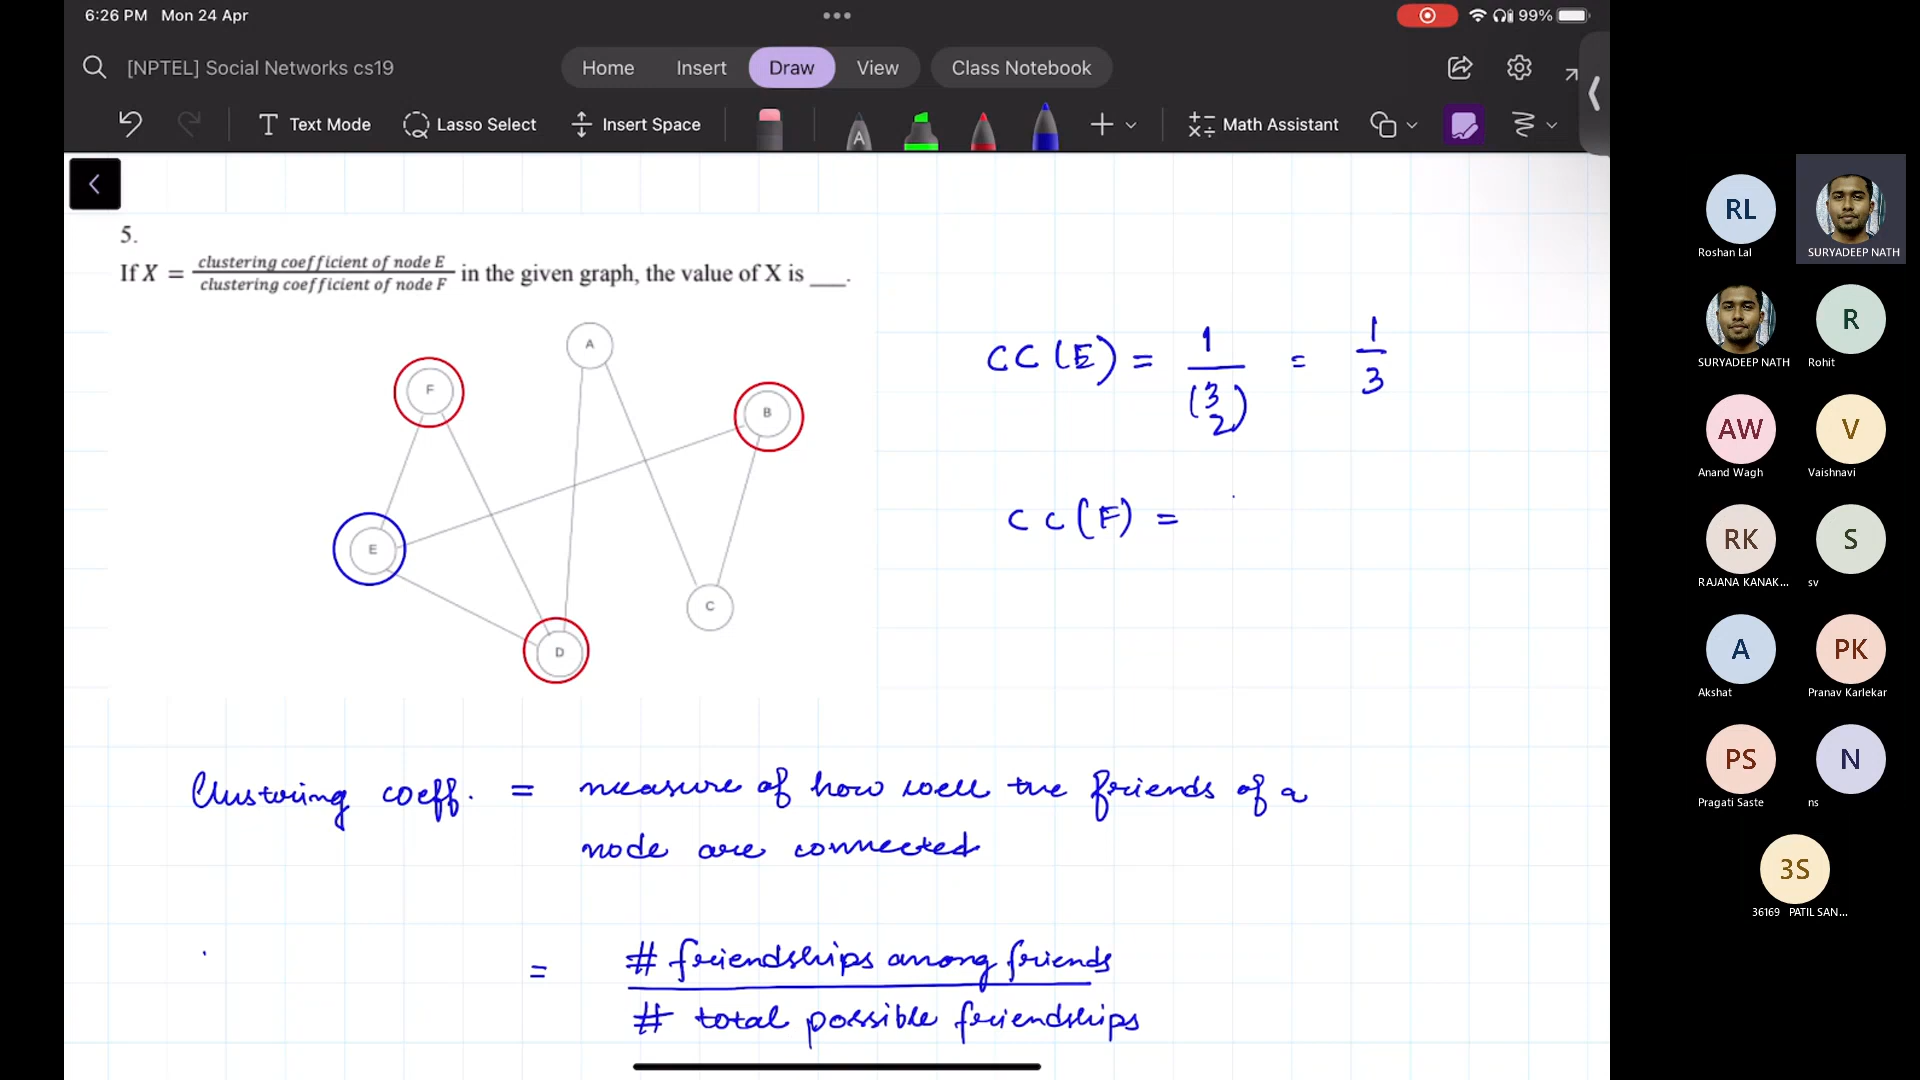 6:26 PM Mon 24 Apr
99%
[NPTEL] Social Networks cs19
Home Insert Draw View Class Notebook
Text Mode Lasso Select Insert Space A Math Assistant
5.
If X = clustering coefficient of node E / clustering coefficient of node F in the given graph, the value of X is ___.
A
F
B
E
C
D
CC(E) = 1 / (3 2) = 1/3
CC(F) =
Clustering coeff. = measure of how well the friends of a
node are connected
= # friendships among friends
# total possible friendships
RL
Roshan Lal
SURYADEEP NATH
SURYADEEP NATH
R
Rohit
AW
Anand Wagh
V
Vaishnavi
RK
RAJANA KANAK...
S
sv
A
Akshat
PK
Pranav Karlekar
PS
Pragati Saste
N
ns
3S
36169 PATIL SAN...